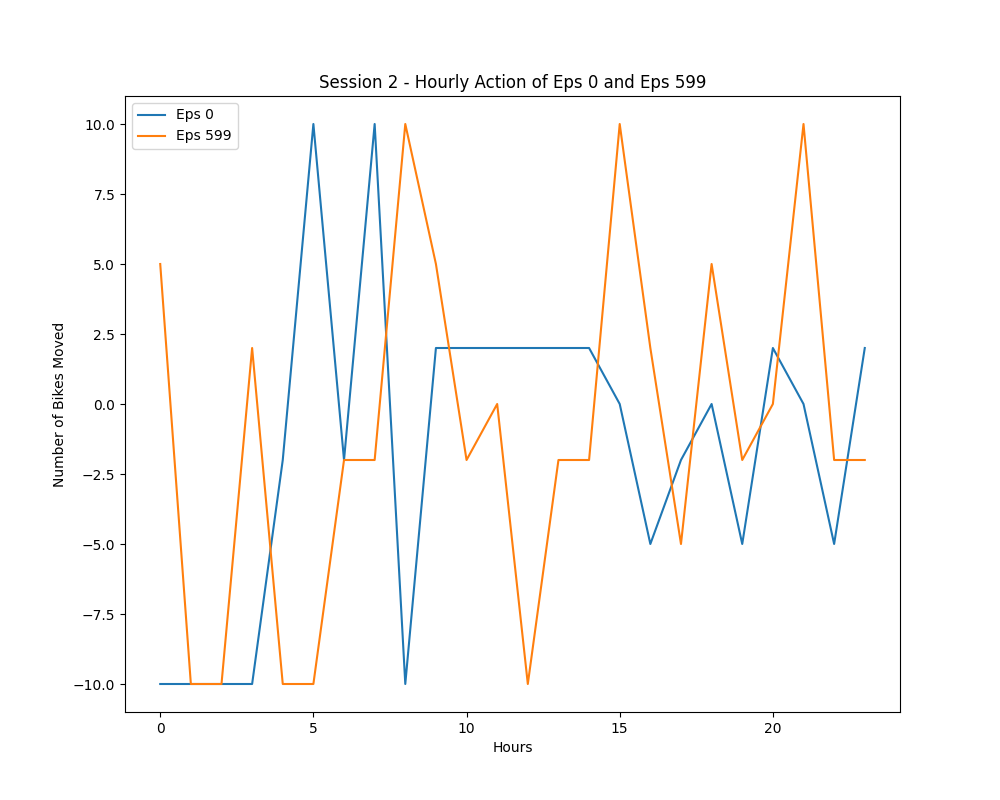 Session 2 - Hourly Action of Eps 0 and Eps 599
Eps 0
Eps 599
Number of Bikes Moved
10.0
7.5
5.0
2.5
0.0
−2.5
−5.0
−7.5
−10.0
0 5 10 15 20
Hours